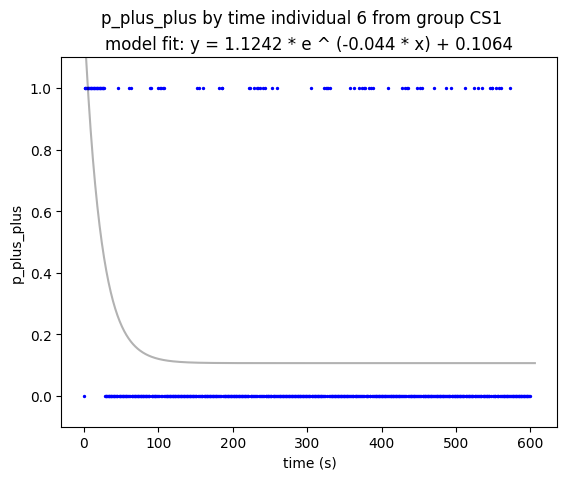 p_plus_plus by time individual 6 from group CS1
model fit: y = 1.1242 * e ^ (-0.044 * x) + 0.1064
1.0
0.8
0.6
0.4
0.2
0.0
p_plus_plus
0 100 200 300 400 500 600
time (s)